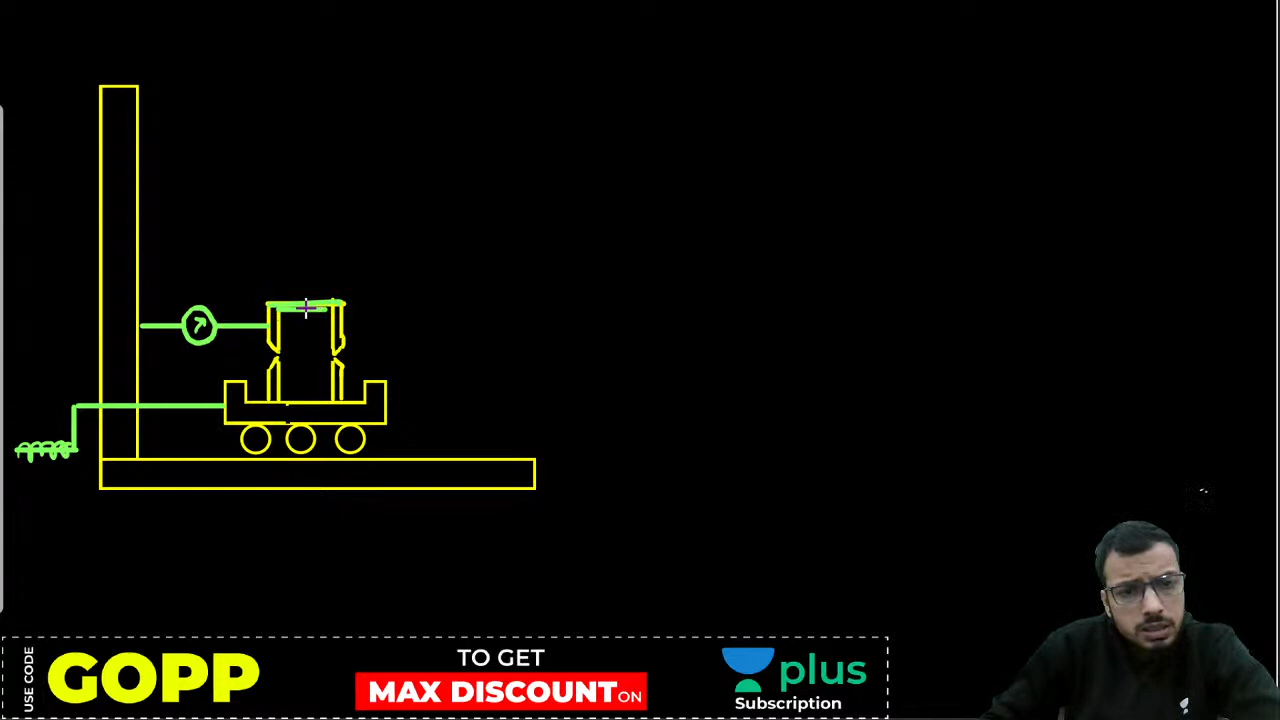 USE CODE
GOPP
TO GET
MAX DISCOUNT ON
plus
Subscription